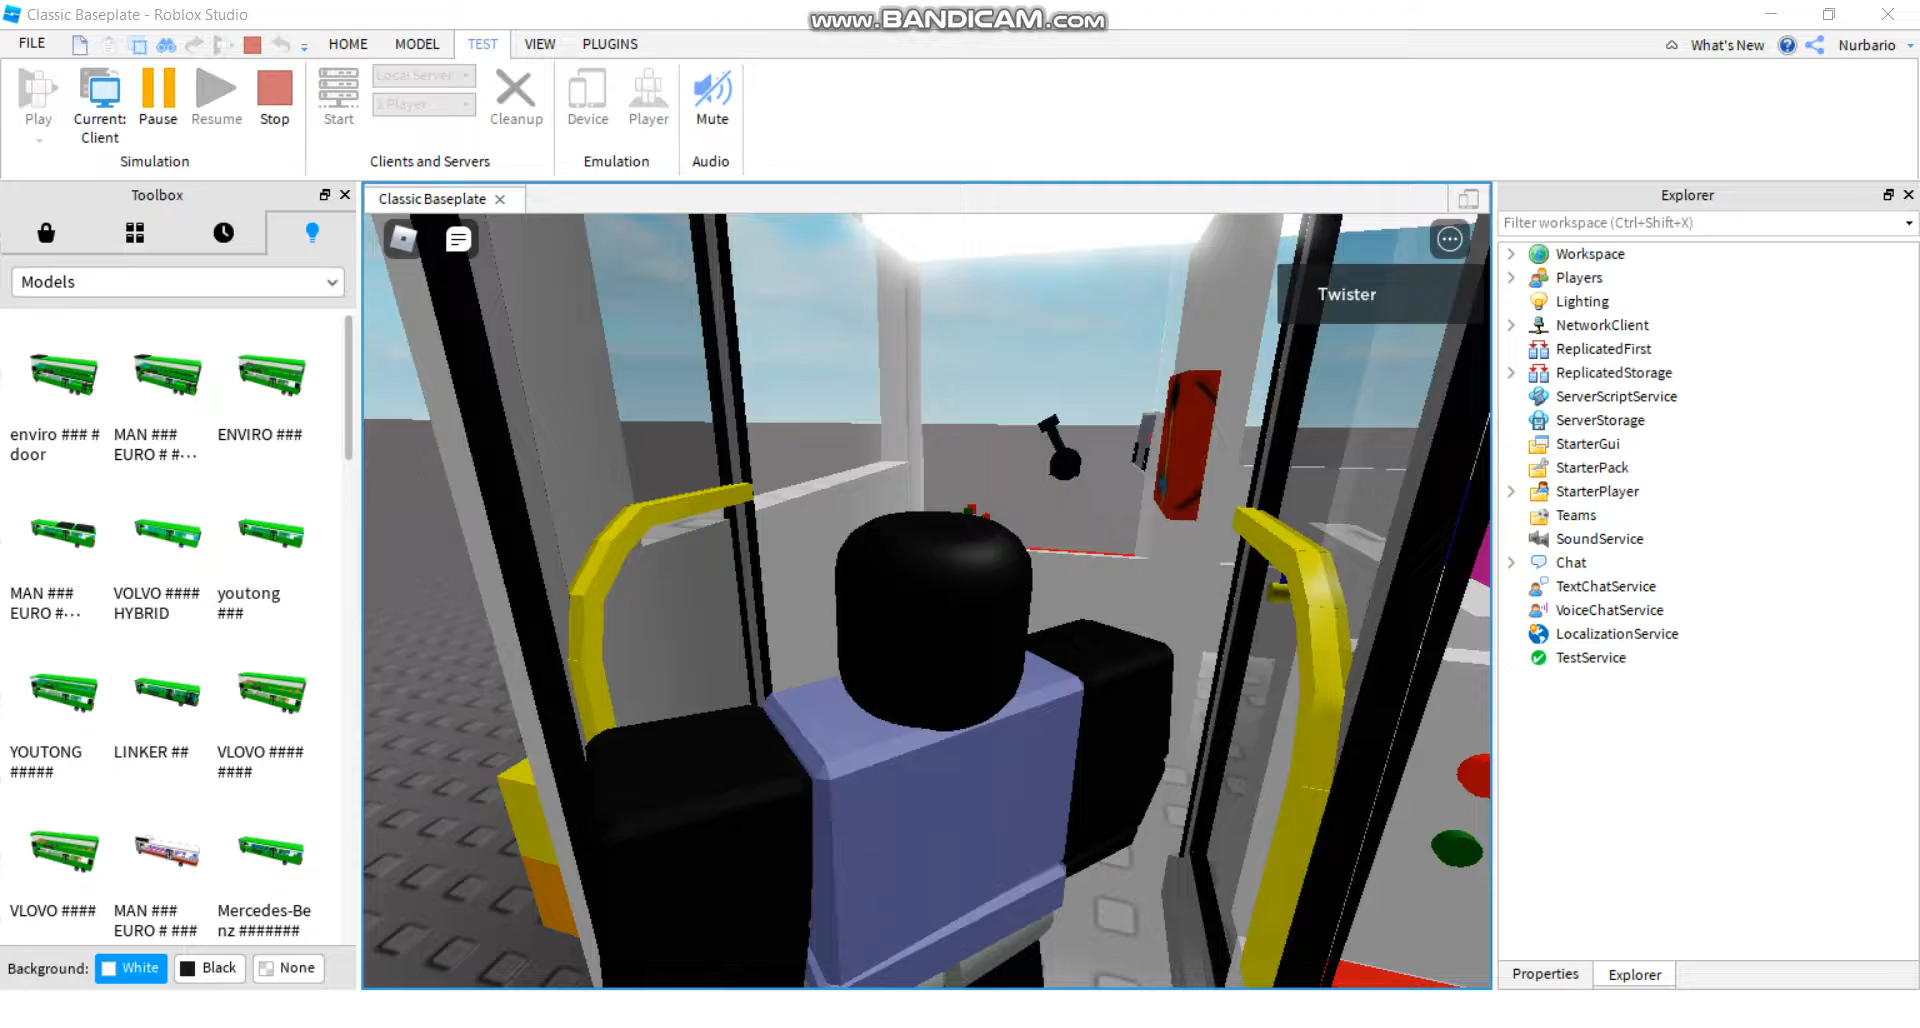 Classic Baseplate - Roblox Studio
www.BANDICAM.com
FILE
HOME
MODEL
TEST
VIEW
PLUGINS
What's New
Nurbario
Play
Current:
Client
Pause
Resume
Stop
Simulation
Start
Local Server
1 Player
Cleanup
Clients and Servers
Device
Player
Emulation
Mute
Audio
Toolbox
Models
enviro ### #
door
MAN ###
EURO # #...
ENVIRO ###
MAN ###
EURO #...
VOLVO ####
HYBRID
youtong
###
YOUTONG
#####
LINKER ##
VLOVO ####
####
VLOVO ####
MAN ###
EURO # ###
Mercedes-Be
nz #######
Background:
White
Black
None
Classic Baseplate
Twister
Explorer
Filter workspace (Ctrl+Shift+X)
Workspace
Players
Lighting
NetworkClient
ReplicatedFirst
ReplicatedStorage
ServerScriptService
ServerStorage
StarterGui
StarterPack
StarterPlayer
Teams
SoundService
Chat
TextChatService
VoiceChatService
LocalizationService
TestService
Properties
Explorer